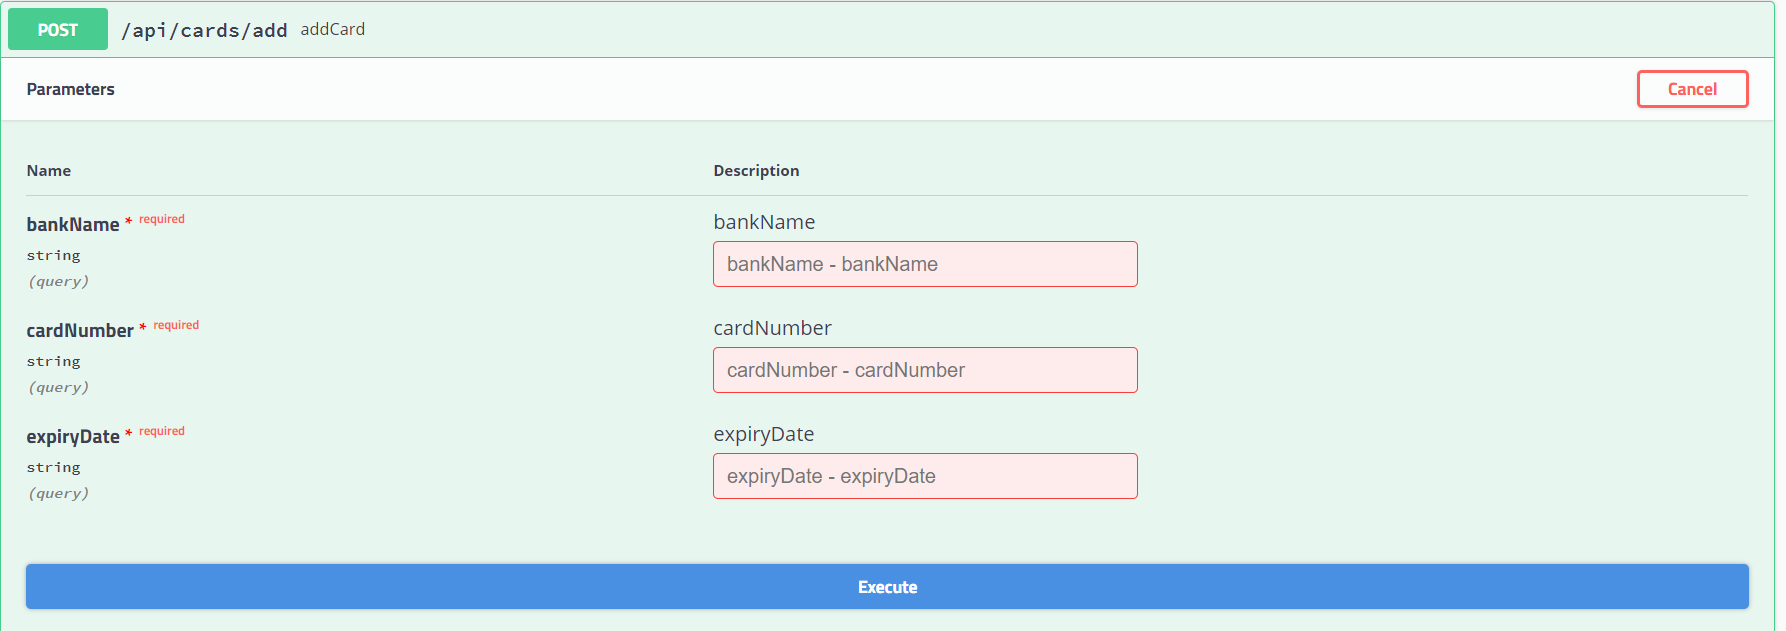 POST /api/cards/add addCard
Parameters Cancel
Name Description
bankName * required bankName
string bankName - bankName
(query)
cardNumber * required cardNumber
string cardNumber - cardNumber
(query)
expiryDate * required expiryDate
string expiryDate - expiryDate
(query)
Execute